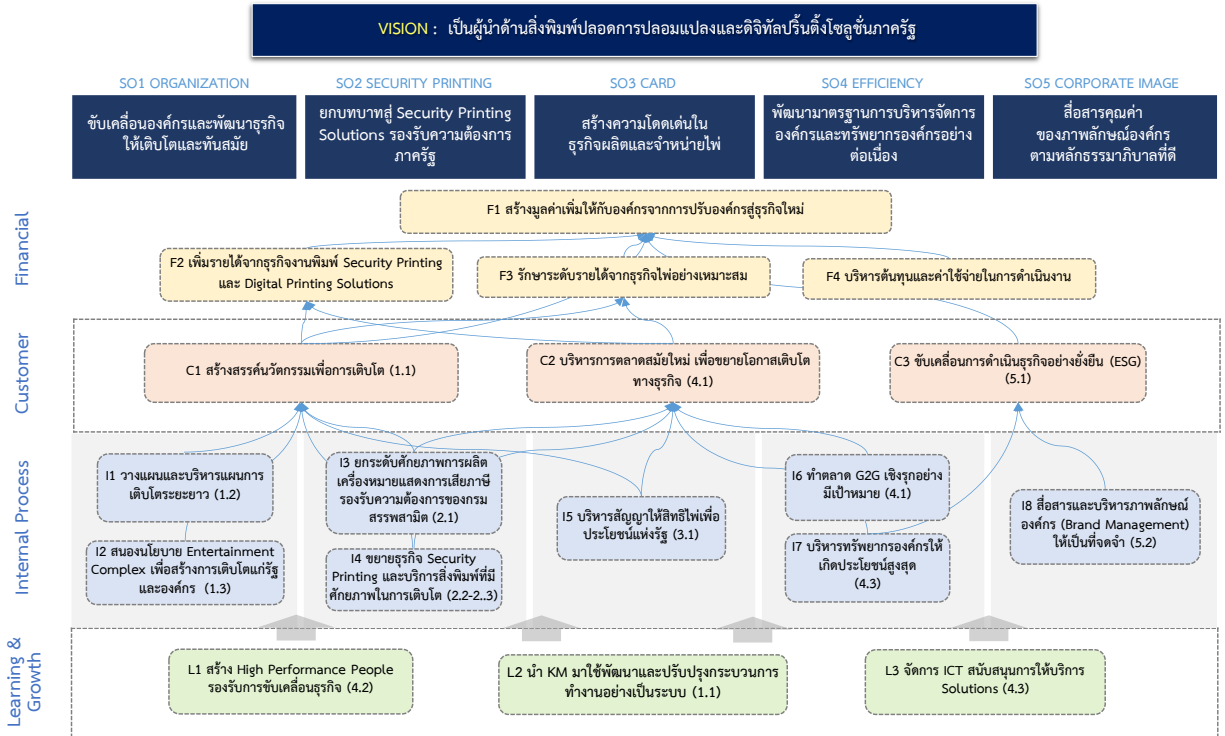 VISION : เป็นผู้นำด้านสิ่งพิมพ์ปลอดการปลอมแปลงและดิจิทัลปริ้นติ้งโซลูชั่นภาครัฐ
SO1 ORGANIZATION
ขับเคลื่อนองค์กรและพัฒนาธุรกิจ
ให้เติบโตและทันสมัย
SO2 SECURITY PRINTING
ยกบทบาทสู่ Security Printing
Solutions รองรับความต้องการ
ภาครัฐ
SO3 CARD
สร้างความโดดเด่นใน
ธุรกิจผลิตและจำหน่ายไพ่
SO4 EFFICIENCY
พัฒนามาตรฐานการบริหารจัดการ
องค์กรและทรัพยากรองค์กรอย่าง
ต่อเนื่อง
SO5 CORPORATE IMAGE
สื่อสารคุณค่า
ของภาพลักษณ์องค์กร
ตามหลักธรรมาภิบาลที่ดี
Financial
F1 สร้างมูลค่าเพิ่มให้กับองค์กรจากการปรับองค์กรสู่ธุรกิจใหม่
F2 เพิ่มรายได้จากธุรกิจงานพิมพ์ Security Printing
และ Digital Printing Solutions
F3 รักษาระดับรายได้จากธุรกิจไพ่อย่างเหมาะสม
F4 บริหารต้นทุนและค่าใช้จ่ายในการดำเนินงาน
Customer
C1 สร้างสรรค์นวัตกรรมเพื่อการเติบโต (1.1)
C2 บริหารการตลาดสมัยใหม่ เพื่อขยายโอกาสเติบโต
ทางธุรกิจ (4.1)
C3 ขับเคลื่อนการดำเนินธุรกิจอย่างยั่งยืน (ESG)
(5.1)
Internal Process
I1 วางแผนและบริหารแผนการ
เติบโตระยะยาว (1.2)
I2 สนองนโยบาย Entertainment
Complex เพื่อสร้างการเติบโตแก่รัฐ
และองค์กร (1.3)
I3 ยกระดับศักยภาพการผลิต
เครื่องหมายแสดงการเสียภาษี
รองรับความต้องการของกรม
สรรพสามิต (2.1)
I4 ขยายธุรกิจ Security
Printing และบริการสิ่งพิมพ์ที่มี
ศักยภาพในการเติบโต (2.2-2..3)
I5 บริหารสัญญาให้สิทธิไพ่เพื่อ
ประโยชน์แห่งรัฐ (3.1)
I6 ทำตลาด G2G เชิงรุกอย่าง
มีเป้าหมาย (4.1)
I7 บริหารทรัพยากรองค์กรให้
เกิดประโยชน์สูงสุด
(4.3)
I8 สื่อสารและบริหารภาพลักษณ์
องค์กร (Brand Management)
ให้เป็นที่จดจำ (5.2)
Learning &
Growth
L1 สร้าง High Performance People
รองรับการขับเคลื่อนธุรกิจ (4.2)
L2 นำ KM มาใช้พัฒนาและปรับปรุงกระบวนการ
ทำงานอย่างเป็นระบบ (1.1)
L3 จัดการ ICT สนับสนุนการให้บริการ
Solutions (4.3)